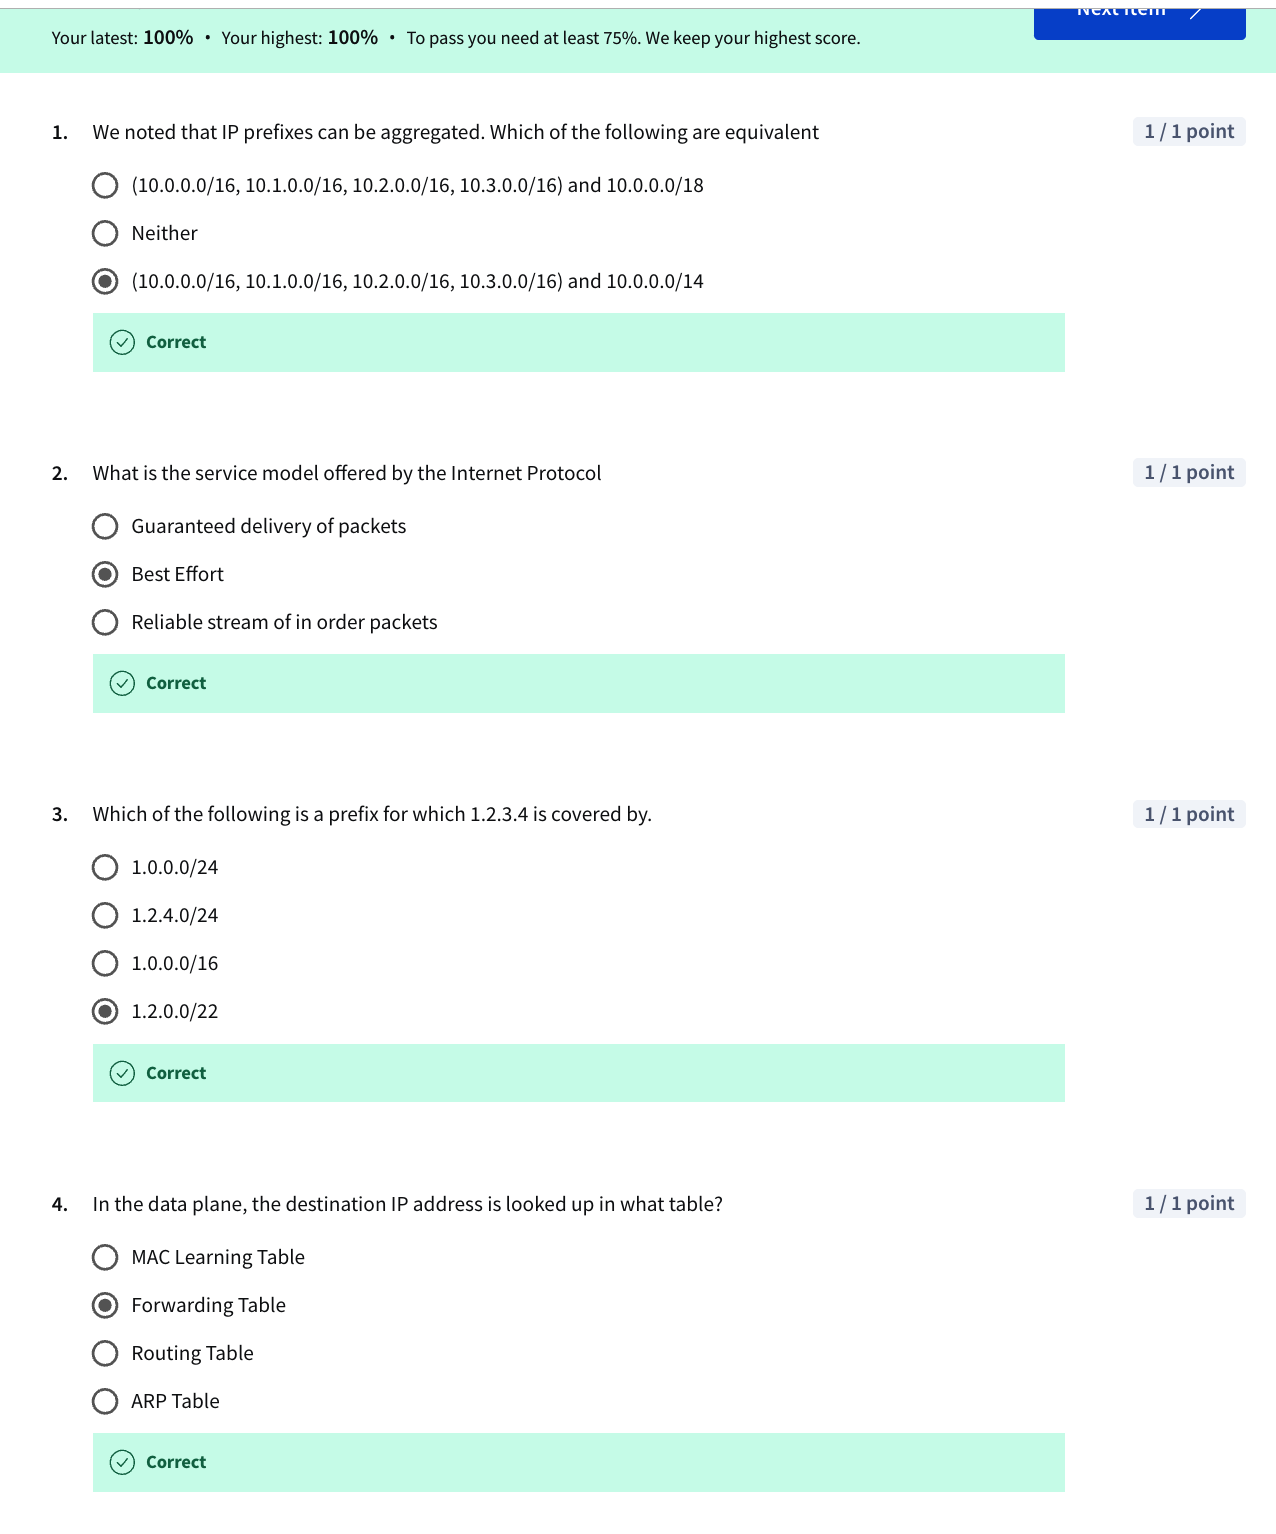 Next item
Your latest: 100% • Your highest: 100% • To pass you need at least 75%. We keep your highest score.
1. We noted that IP prefixes can be aggregated. Which of the following are equivalent
1 / 1 point
(10.0.0.0/16, 10.1.0.0/16, 10.2.0.0/16, 10.3.0.0/16) and 10.0.0.0/18
Neither
(10.0.0.0/16, 10.1.0.0/16, 10.2.0.0/16, 10.3.0.0/16) and 10.0.0.0/14
Correct
2. What is the service model offered by the Internet Protocol
1 / 1 point
Guaranteed delivery of packets
Best Effort
Reliable stream of in order packets
Correct
3. Which of the following is a prefix for which 1.2.3.4 is covered by.
1 / 1 point
1.0.0.0/24
1.2.4.0/24
1.0.0.0/16
1.2.0.0/22
Correct
4. In the data plane, the destination IP address is looked up in what table?
1 / 1 point
MAC Learning Table
Forwarding Table
Routing Table
ARP Table
Correct